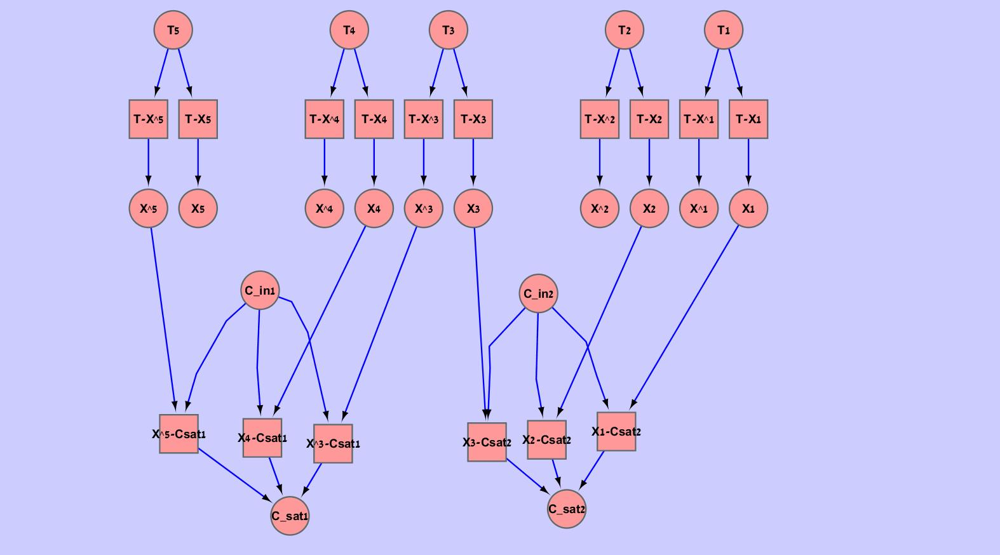 T5 T4 T3 T2 T1
T-X^5 T-X5 T-X^4 T-X4 T-X^3 T-X3 T-X^2 T-X2 T-X^1 T-X1
X^5 X5 X^4 X4 X^3 X3 X^2 X2 X^1 X1
C_in1 C_in2
X^5-Csat1 X4-Csat1 X^3-Csat1 X3-Csat2 X2-Csat2 X1-Csat2
C_sat1 C_sat2